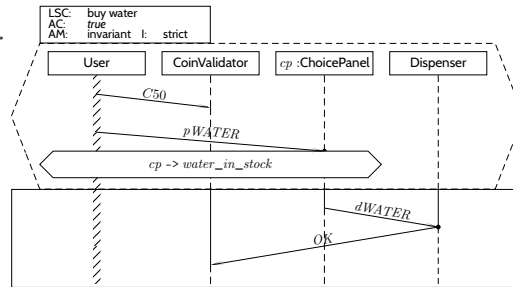 LSC: buy water
AC: true
AM: invariant I: strict
User CoinValidator cp :ChoicePanel Dispenser
C50
pWATER
cp -> water_in_stock
dWATER
OK